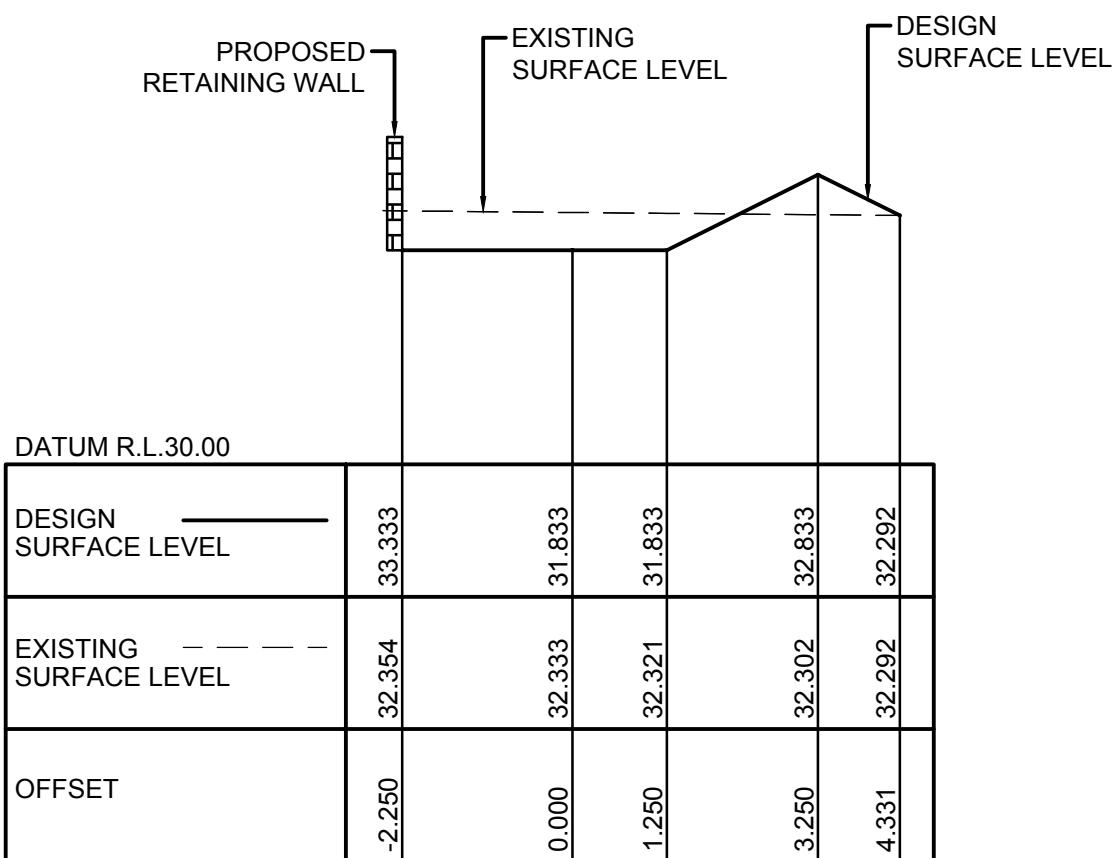 PROPOSED
RETAINING WALL
EXISTING
SURFACE LEVEL
DESIGN
SURFACE LEVEL
DATUM R.L.30.00
DESIGN
SURFACE LEVEL
33.333
31.833
31.833
32.833
32.292
EXISTING
SURFACE LEVEL
32.354
32.333
32.321
32.302
32.292
OFFSET
-2.250
0.000
1.250
3.250
4.331